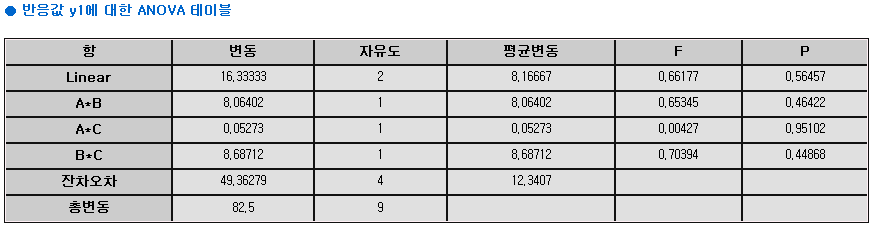 ● 반응값 y1에 대한 ANOVA 테이블
항 변동 자유도 평균변동 F P
Linear 16,33333 2 8,16667 0,66177 0,56457
A*B 8,06402 1 8,06402 0,65345 0,46422
A*C 0,05273 1 0,05273 0,00427 0,95102
B*C 8,68712 1 8,68712 0,70394 0,44868
잔차오차 49,36279 4 12,3407
총변동 82,5 9